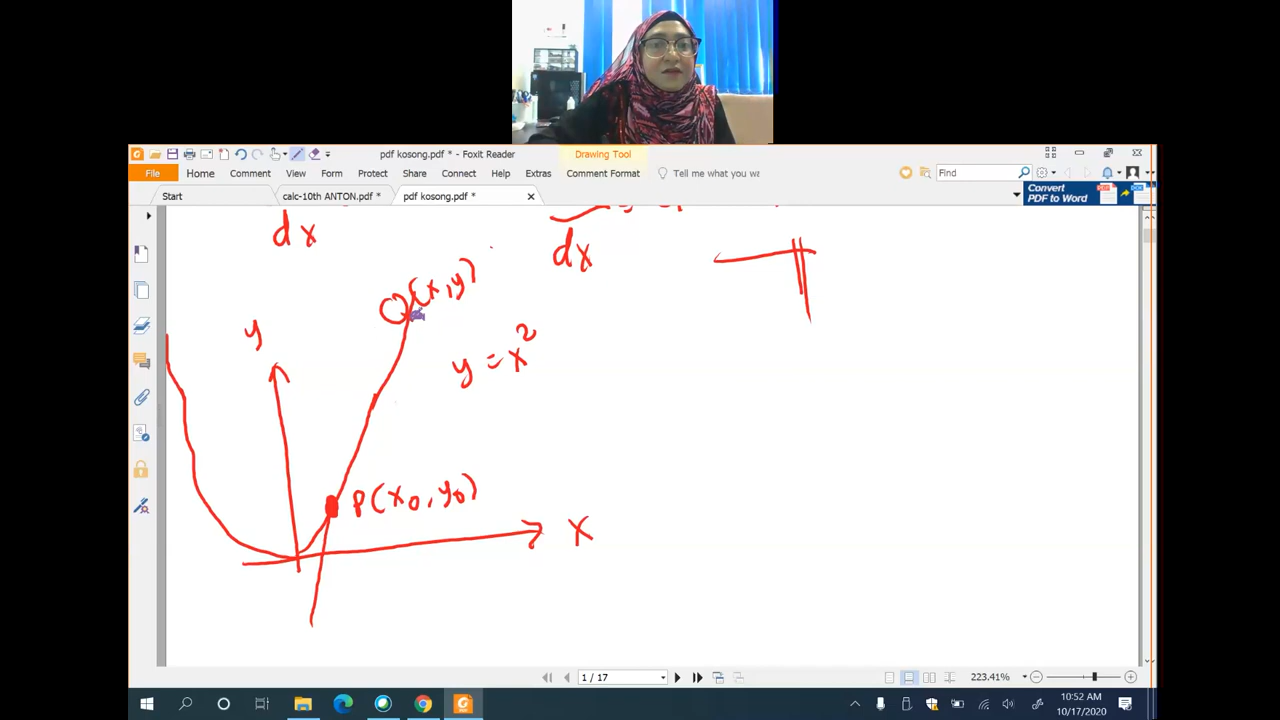 pdf kosong.pdf * - Foxit Reader
Drawing Tool
File Home Comment View Form Protect Share Connect Help Extras Comment Format Tell me what you wa Find
Start calc-10th ANTON.pdf * pdf kosong.pdf *
Convert
PDF to Word
dx
dx
Q(x,y)
y
y = x²
P(x₀, y₀)
x
1 / 17
223.41%
10:52 AM
10/17/2020